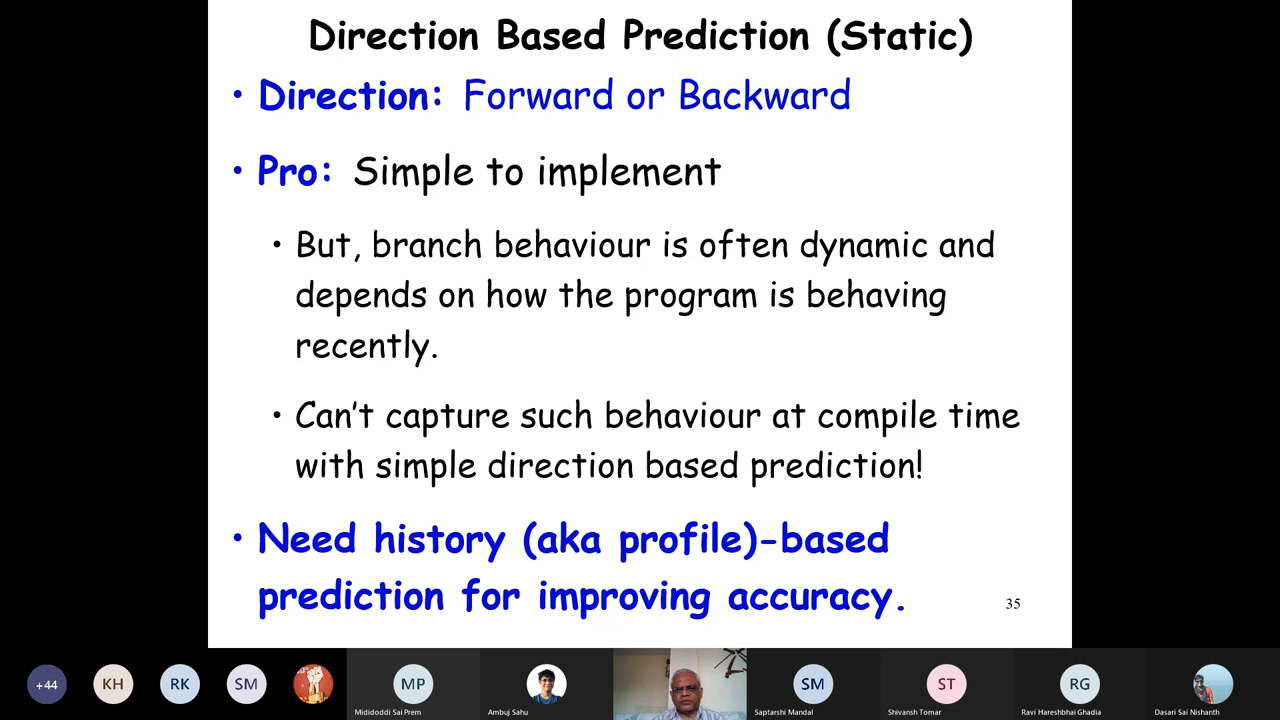 Direction Based Prediction (Static)
• Direction: Forward or Backward
• Pro: Simple to implement
• But, branch behaviour is often dynamic and
depends on how the program is behaving
recently.
• Can't capture such behaviour at compile time
with simple direction based prediction!
• Need history (aka profile)-based
prediction for improving accuracy.
35
+44
KH
RK
SM
MP
SM
ST
RG
Mididoddi Sai Prem
Ambuj Sahu
Saptarshi Mandal
Shivansh Tomar
Ravi Hareshbhai Ghadia
Dasari Sai Nishanth